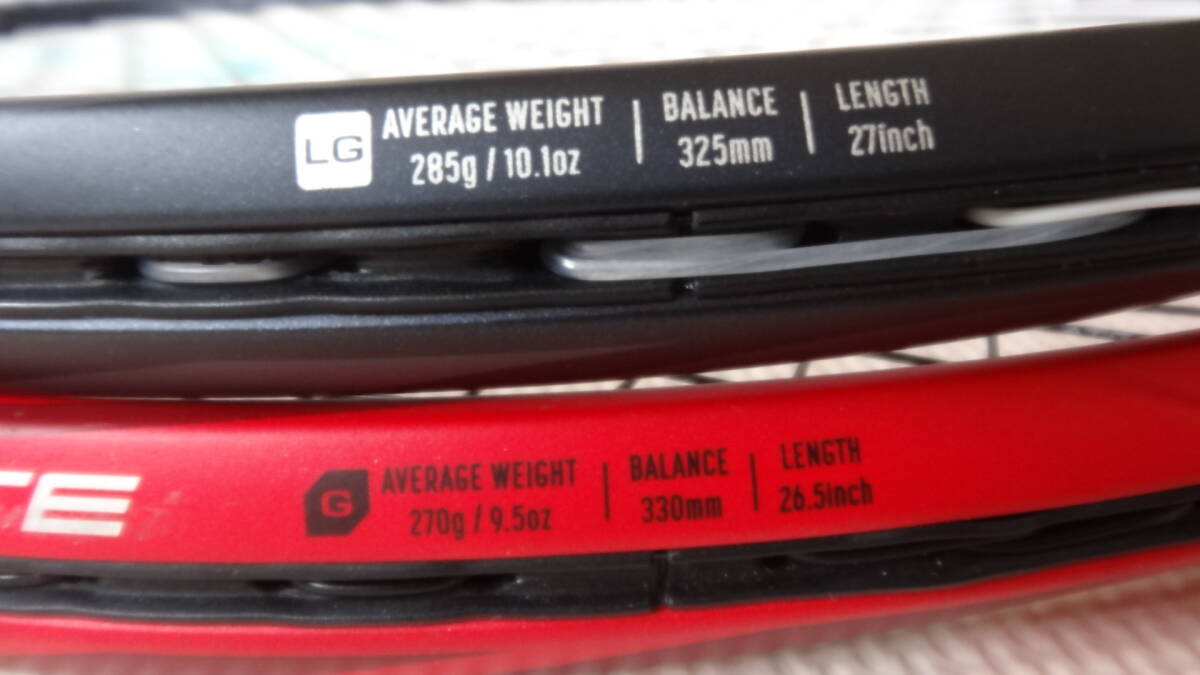 LG AVERAGE WEIGHT | BALANCE | LENGTH
285g / 10.1oz 325mm 27inch
TE G AVERAGE WEIGHT | BALANCE | LENGTH
270g / 9.5oz 330mm 26.5inch